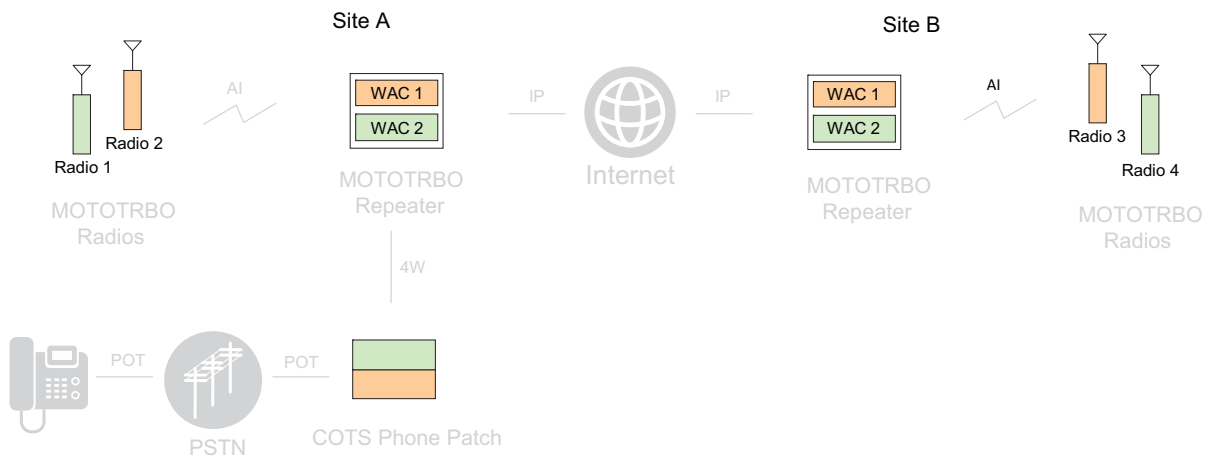 Site A
Site B
AI
WAC 1
WAC 2
IP
IP
WAC 1
WAC 2
AI
Radio 2
Radio 1
Radio 3
Radio 4
MOTOTRBO
Radios
MOTOTRBO
Repeater
Internet
MOTOTRBO
Repeater
MOTOTRBO
Radios
4W
POT
POT
PSTN
COTS Phone Patch